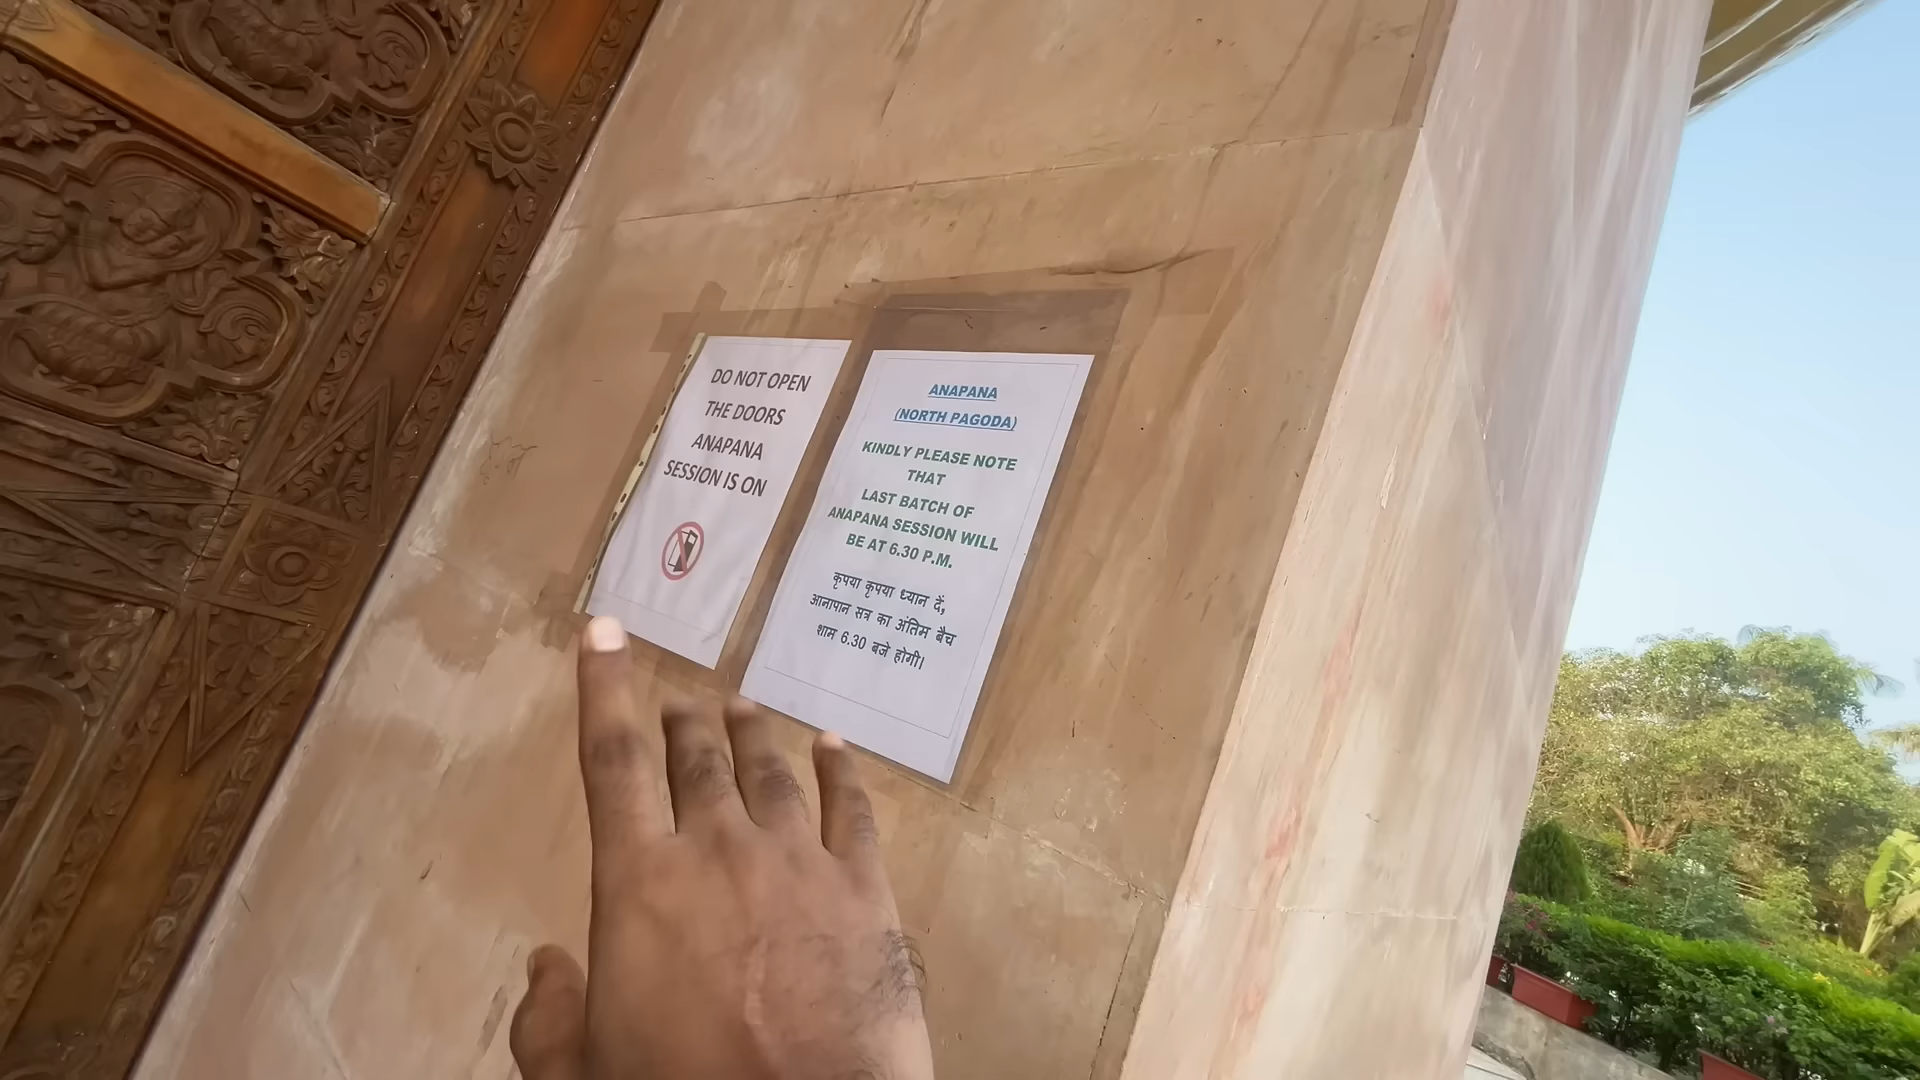 DO NOT OPEN
THE DOORS
ANAPANA
SESSION IS ON
ANAPANA
(NORTH PAGODA)
KINDLY PLEASE NOTE
THAT
LAST BATCH OF
ANAPANA SESSION WILL
BE AT 6.30 P.M.
कृपया कृपया ध्यान दें,
आनापान सत्र का अंतिम बैच
शाम 6.30 बजे होगी।